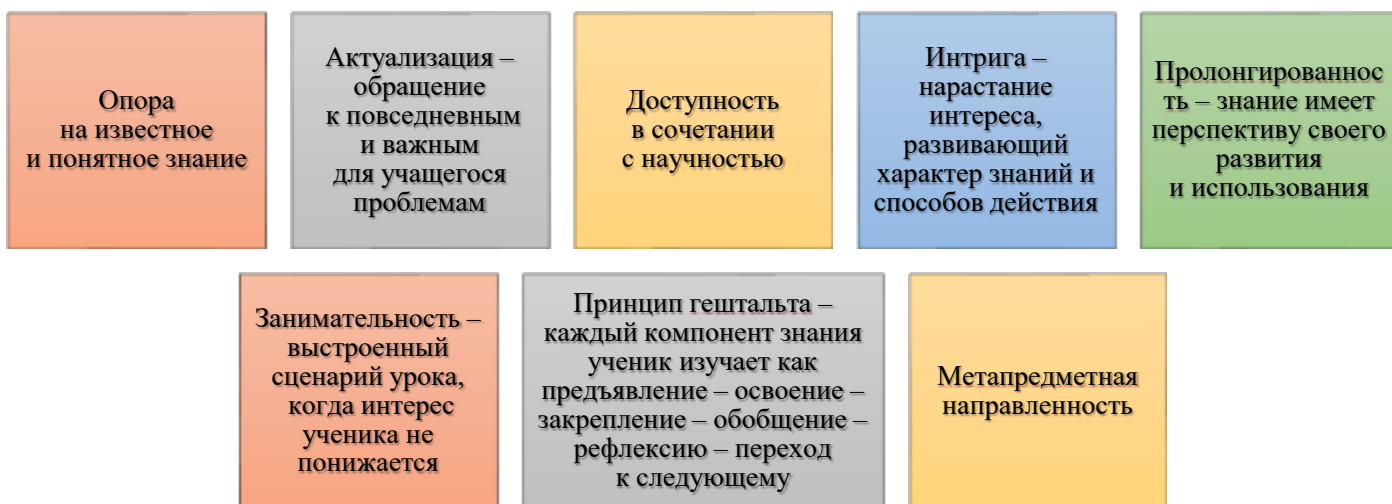 Опора
на известное
и понятное знание
Актуализация –
обращение
к повседневным
и важным
для учащегося
проблемам
Доступность
в сочетании
с научностью
Интрига –
нарастание
интереса,
развивающий
характер знаний и
способов действия
Пролонгированнос
ть – знание имеет
перспективу своего
развития
и использования
Занимательность –
выстроенный
сценарий урока,
когда интерес
ученика не
понижается
Принцип гештальта –
каждый компонент знания
ученик изучает как
предъявление – освоение –
закрепление – обобщение –
рефлексию – переход
к следующему
Метапредметная
направленность